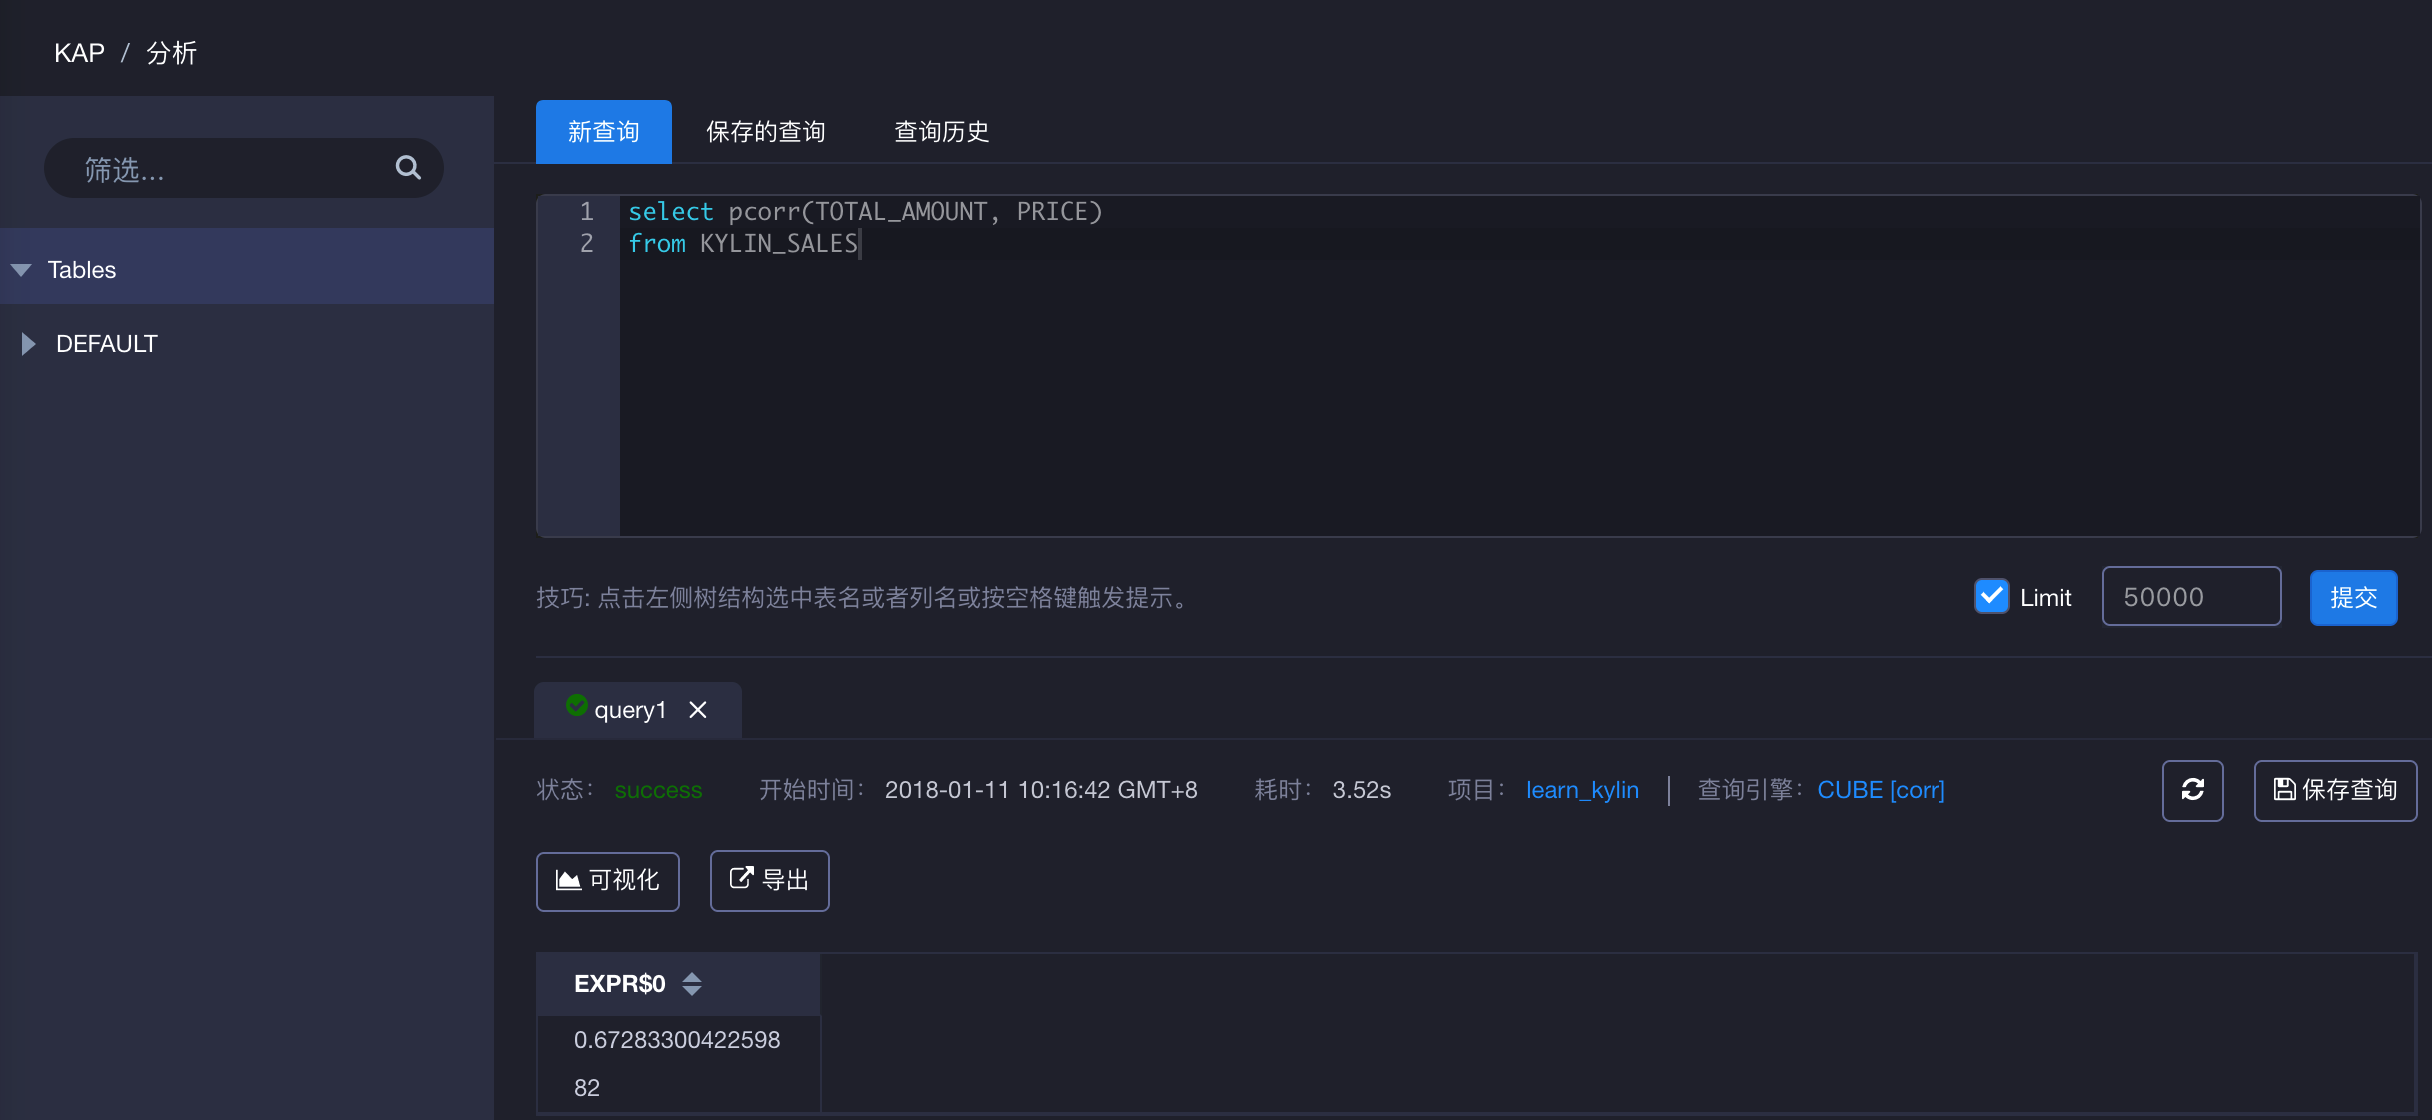 KAP / 分析
筛选...
Tables
DEFAULT
新查询 保存的查询 查询历史
1 select pcorr(TOTAL_AMOUNT, PRICE)
2 from KYLIN_SALES
技巧: 点击左侧树结构选中表名或者列名或按空格键触发提示。
Limit 50000 提交
query1
状态： success 开始时间： 2018-01-11 10:16:42 GMT+8 耗时： 3.52s 项目： learn_kylin 查询引擎： CUBE [corr] 保存查询
可视化 导出
EXPR$0
0.67283300422598
82